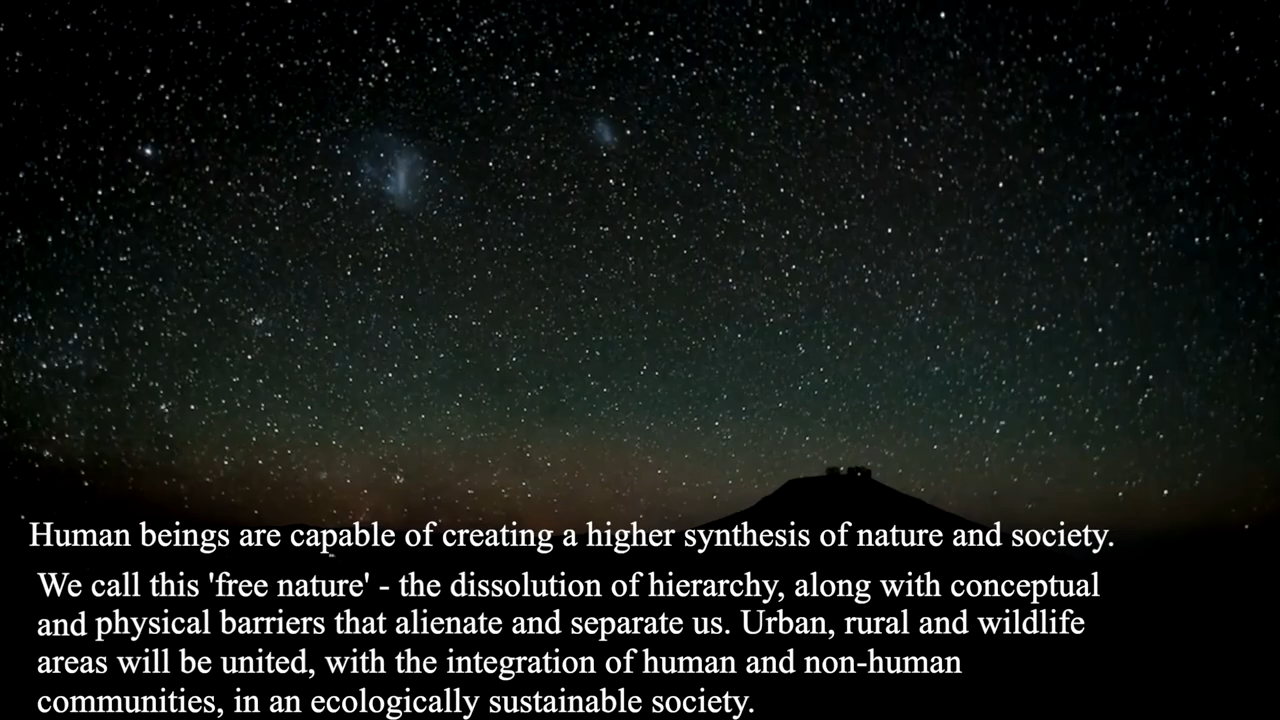 Human beings are capable of creating a higher synthesis of nature and society.
We call this 'free nature' - the dissolution of hierarchy, along with conceptual
and physical barriers that alienate and separate us. Urban, rural and wildlife
areas will be united, with the integration of human and non-human
communities, in an ecologically sustainable society.